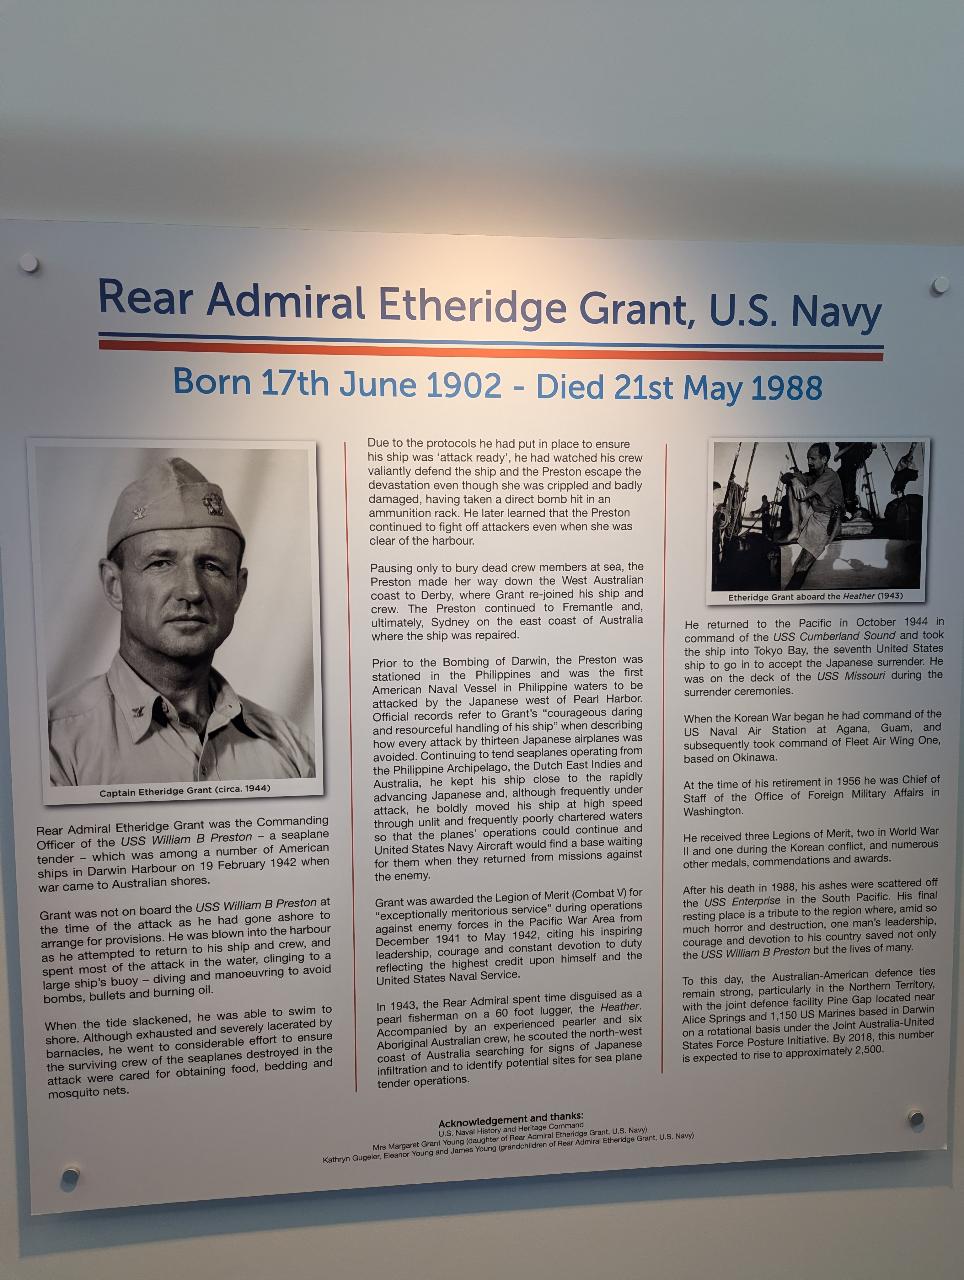 Rear Admiral Etheridge Grant, U.S. Navy
Born 17th June 1902 - Died 21st May 1988
Captain Etheridge Grant (circa. 1944)
Rear Admiral Etheridge Grant was the Commanding
Officer of the USS William B Preston – a seaplane
tender – which was among a number of American
ships in Darwin Harbour on 19 February 1942 when
war came to Australian shores.
Grant was not on board the USS William B Preston at
the time of the attack as he had gone ashore to
arrange for provisions. He was blown into the harbour
as he attempted to return to his ship and crew, and
spent most of the attack in the water, clinging to a
large ship's buoy – diving and manoeuvring to avoid
bombs, bullets and burning oil.
When the tide slackened, he was able to swim to
shore. Although exhausted and severely lacerated by
barnacles, he went to considerable effort to ensure
the surviving crew of the seaplanes destroyed in the
attack were cared for obtaining food, bedding and
mosquito nets.
Due to the protocols he had put in place to ensure
his ship was 'attack ready', he had watched his crew
valiantly defend the ship and the Preston escape the
devastation even though she was crippled and badly
damaged, having taken a direct bomb hit in an
ammunition rack. He later learned that the Preston
continued to fight off attackers even when she was
clear of the harbour.
Pausing only to bury dead crew members at sea, the
Preston made her way down the West Australian
coast to Derby, where Grant re-joined his ship and
crew. The Preston continued to Fremantle and,
ultimately, Sydney on the east coast of Australia
where the ship was repaired.
Prior to the Bombing of Darwin, the Preston was
stationed in the Philippines and was the first
American Naval Vessel in Philippine waters to be
attacked by the Japanese west of Pearl Harbor.
Official records refer to Grant's "courageous daring
and resourceful handling of his ship" when describing
how every attack by thirteen Japanese airplanes was
avoided. Continuing to tend seaplanes operating from
the Philippine Archipelago, the Dutch East Indies and
Australia, he kept his ship close to the rapidly
advancing Japanese and, although frequently under
attack, he boldly moved his ship at high speed
through unlit and frequently poorly chartered waters
so that the planes' operations could continue and
United States Navy Aircraft would find a base waiting
for them when they returned from missions against
the enemy.
Grant was awarded the Legion of Merit (Combat V) for
"exceptionally meritorious service" during operations
against enemy forces in the Pacific War Area from
December 1941 to May 1942, citing his inspiring
leadership, courage and constant devotion to duty
reflecting the highest credit upon himself and the
United States Naval Service.
In 1943, the Rear Admiral spent time disguised as a
pearl fisherman on a 60 foot lugger, the Heather.
Accompanied by an experienced pearler and six
Aboriginal Australian crew, he scouted the north-west
coast of Australia searching for signs of Japanese
infiltration and to identify potential sites for sea plane
tender operations.
Etheridge Grant aboard the Heather (1943)
He returned to the Pacific in October 1944 in
command of the USS Cumberland Sound and took
the ship into Tokyo Bay, the seventh United States
ship to go in to accept the Japanese surrender. He
was on the deck of the USS Missouri during the
surrender ceremonies.
When the Korean War began he had command of the
US Naval Air Station at Agana, Guam, and
subsequently took command of Fleet Air Wing One,
based on Okinawa.
At the time of his retirement in 1956 he was Chief of
Staff of the Office of Foreign Military Affairs in
Washington.
He received three Legions of Merit, two in World War
II and one during the Korean conflict, and numerous
other medals, commendations and awards.
After his death in 1988, his ashes were scattered off
the USS Enterprise in the South Pacific. His final
resting place is a tribute to the region where, amid so
much horror and destruction, one man's leadership,
courage and devotion to his country saved not only
the USS William B Preston but the lives of many.
To this day, the Australian-American defence ties
remain strong, particularly in the Northern Territory,
with the joint defence facility Pine Gap located near
Alice Springs and 1,150 US Marines based in Darwin
on a rotational basis under the Joint Australia-United
States Force Posture Initiative. By 2018, this number
is expected to rise to approximately 2,500.
Acknowledgement and thanks:
U.S. Naval History and Heritage Command
Mrs Margaret Grant Young (daughter of Rear Admiral Etheridge Grant, U.S. Navy)
Kathryn Gugeler, Eleanor Young and James Young (grandchildren of Rear Admiral Etheridge Grant, U.S. Navy)